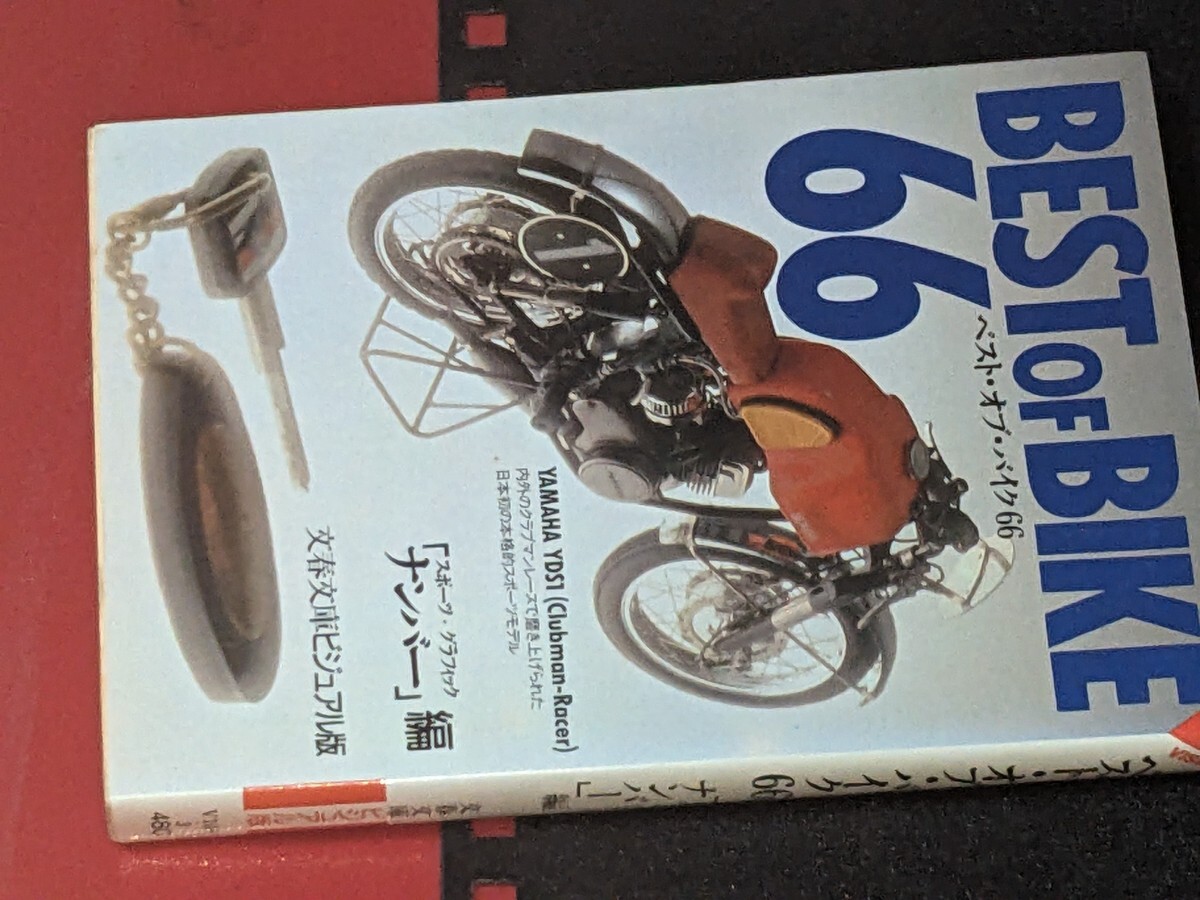 BEST OF BIKE
66
ベスト・オブ・バイク66
YAMAHA YDS1 (Clubman-Racer)
内外のクラブマンレースで磨き上げられた
日本初の本格的スポーツモデル
「スポーツ・グラフィック
ナンバー」編
文春文庫ビジュアル版
ベスト・オブ・バイク66
「ナンバー」編
文春文庫
ビジュアル版
480